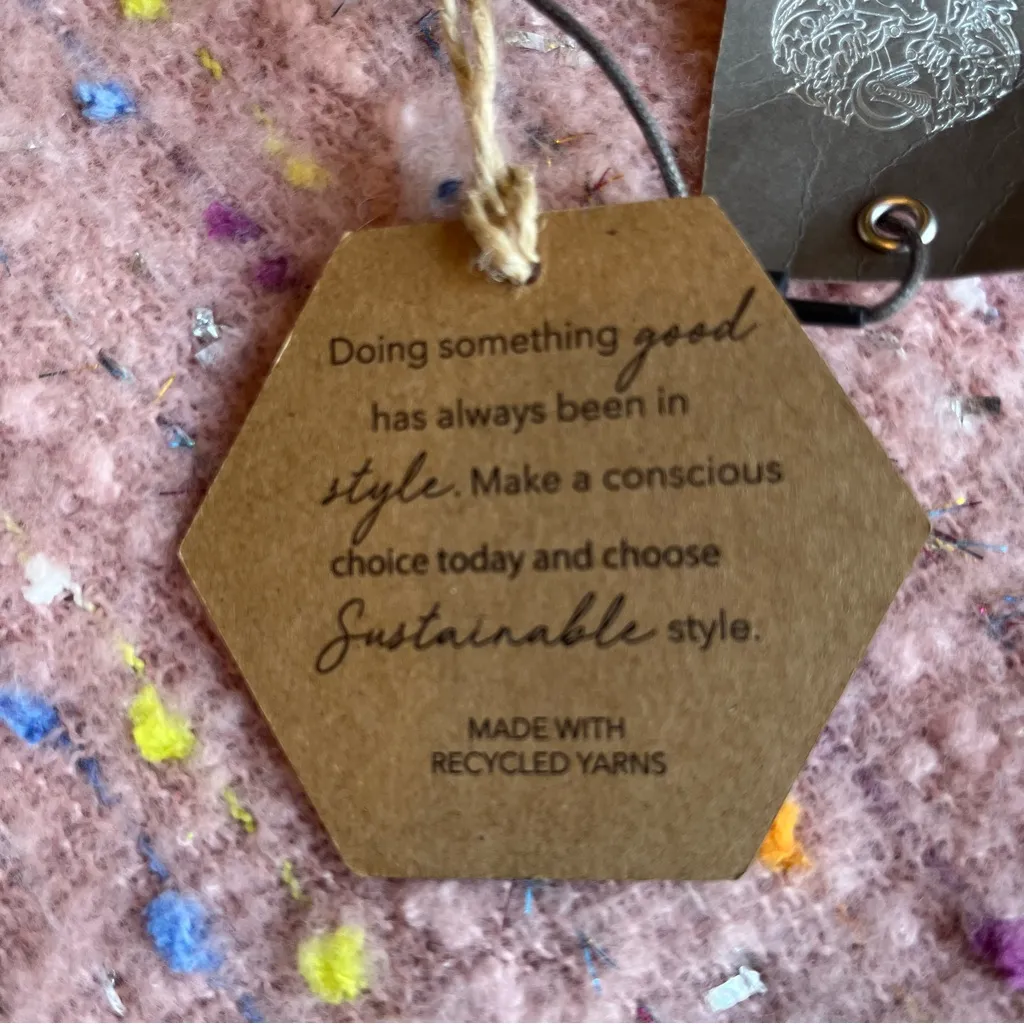 Doing something good
has always been in
style. Make a conscious
choice today and choose
Sustainable style.
MADE WITH
RECYCLED YARNS